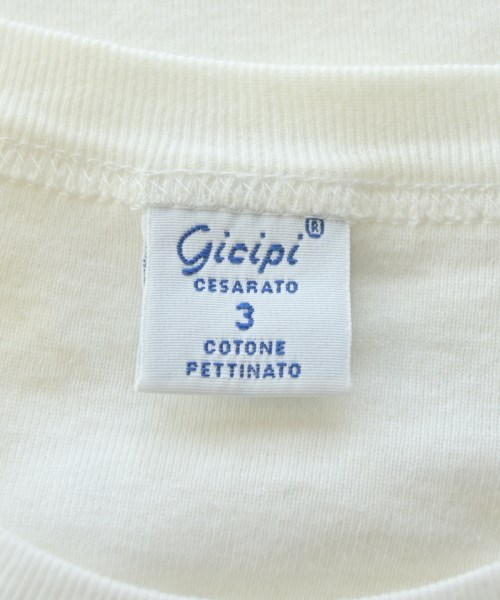 Gicipi®
CESARATO
3
COTONE
PETTINATO